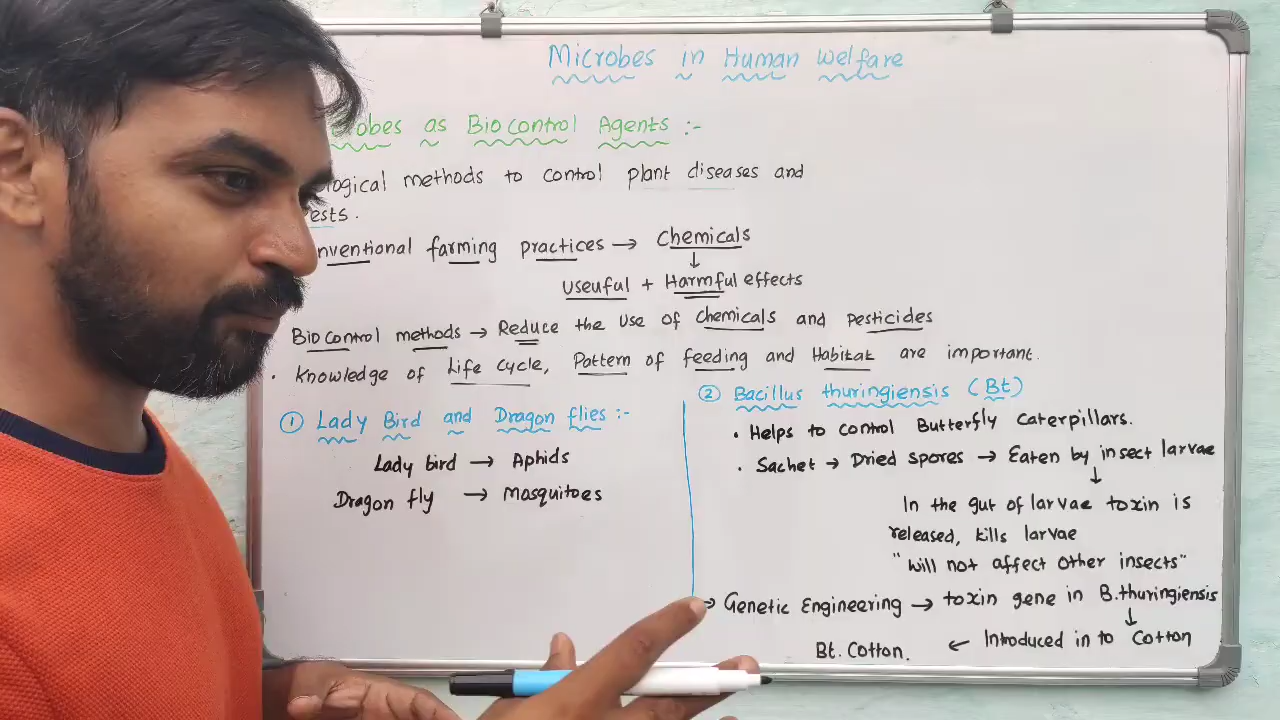 Microbes in Human Welfare
robes as Biocontrol Agents :-
ological methods to control plant diseases and
ests.
nventional farming practices → Chemicals
↓
Useuful + Harmful effects
Biocontrol methods → Reduce the use of chemicals and pesticides
· Knowledge of Life cycle, Pattern of feeding and Habitat are important.
① Lady Bird and Dragon flies :-
Lady bird → Aphids
Dragon fly → Mosquitoes
② Bacillus thuringiensis (Bt)
· Helps to control Butterfly caterpillars.
· Sachet → Dried spores → Eaten by insect larvae
↓
In the gut of larvae toxin is
released, kills larvae
"will not affect other insects"
→ Genetic Engineering → toxin gene in B.thuringiensis
↓
Bt. Cotton. ← Introduced in to Cotton